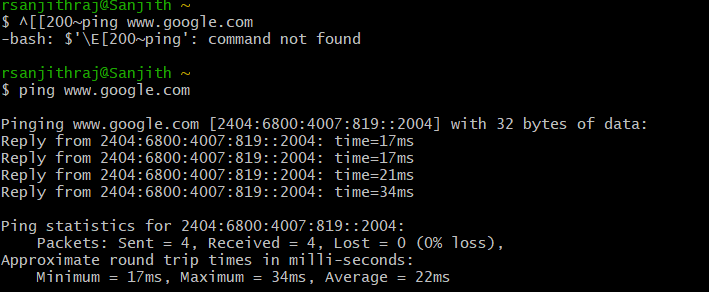 rsanjithraj@Sanjith ~
$ ^[[200~ping www.google.com
-bash: $'\E[200~ping': command not found
rsanjithraj@Sanjith ~
$ ping www.google.com
Pinging www.google.com [2404:6800:4007:819::2004] with 32 bytes of data:
Reply from 2404:6800:4007:819::2004: time=17ms
Reply from 2404:6800:4007:819::2004: time=17ms
Reply from 2404:6800:4007:819::2004: time=21ms
Reply from 2404:6800:4007:819::2004: time=34ms
Ping statistics for 2404:6800:4007:819::2004:
    Packets: Sent = 4, Received = 4, Lost = 0 (0% loss),
Approximate round trip times in milli-seconds:
    Minimum = 17ms, Maximum = 34ms, Average = 22ms